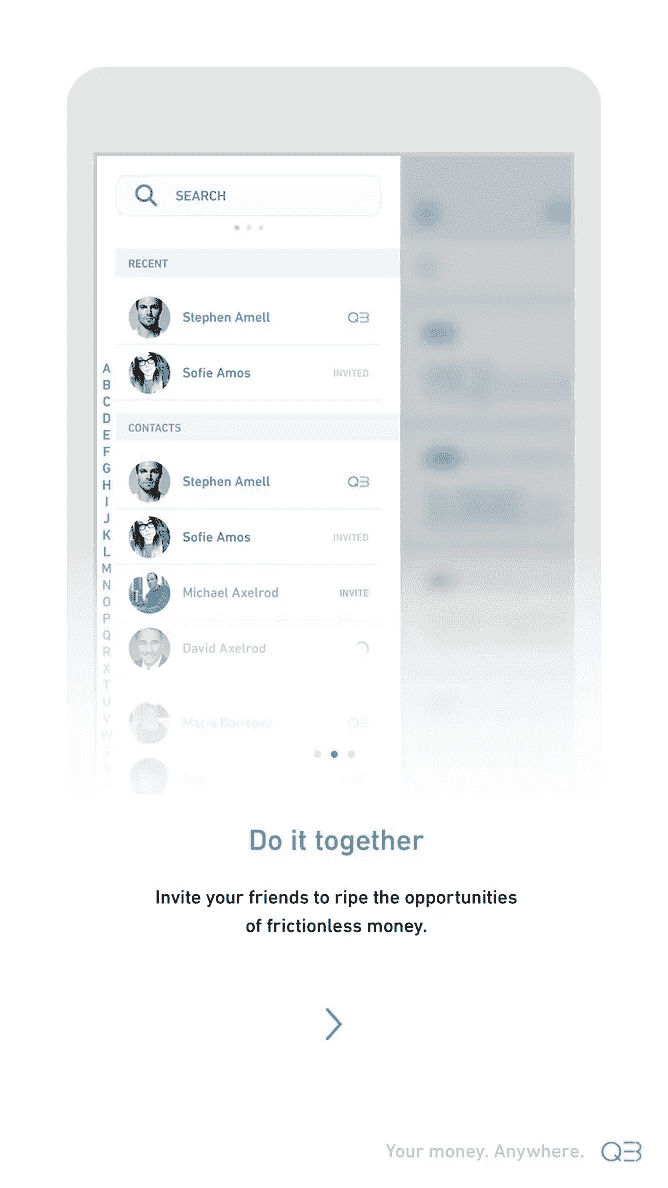 SEARCH
RECENT
Stephen Amell QB
Sofie Amos INVITED
CONTACTS
Stephen Amell QB
Sofie Amos INVITED
Michael Axelrod INVITE
David Axelrod
Maria QB
A
B
C
D
E
F
G
H
I
J
K
L
M
N
O
P
Q
R
X
T
U
V
W
S
Do it together
Invite your friends to ripe the opportunities
of frictionless money.
Your money. Anywhere. QB